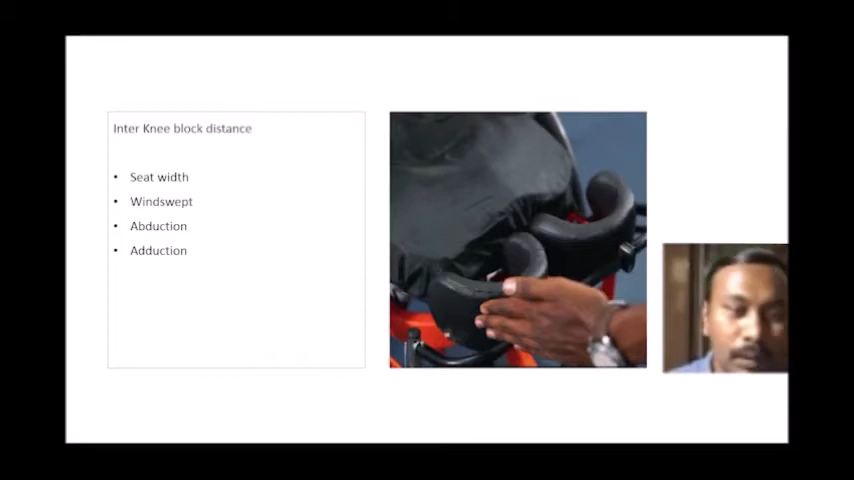 Inter Knee block distance
• Seat width
• Windswept
• Abduction
• Adduction